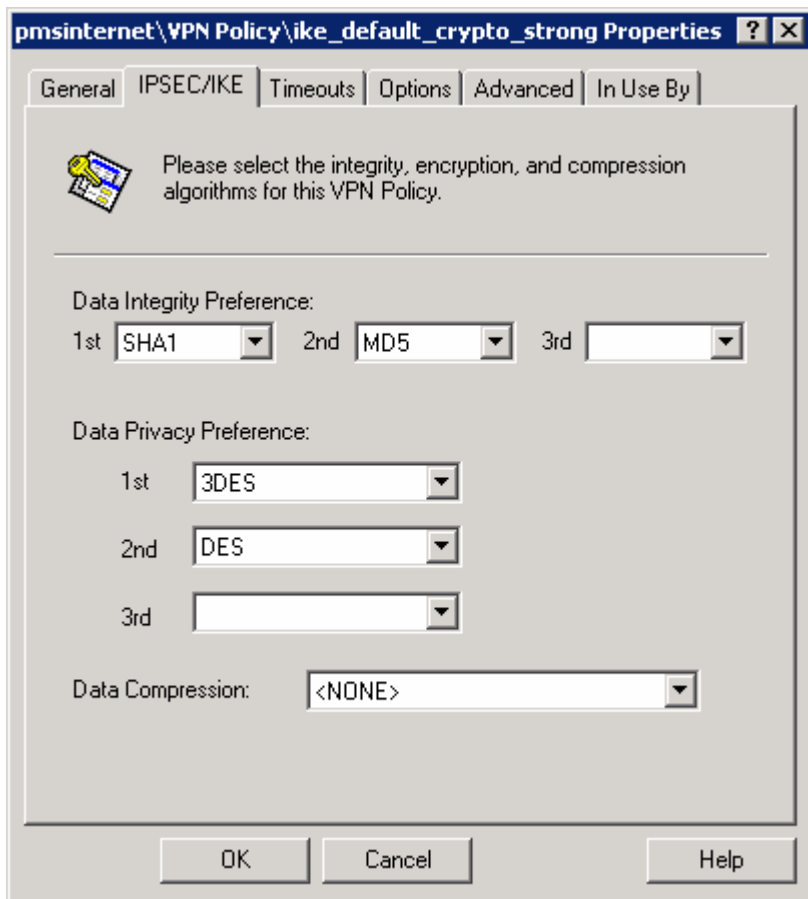 pmsinternet\VPN Policy\ike_default_crypto_strong Properties ? X
General IPSEC/IKE Timeouts Options Advanced In Use By
Please select the integrity, encryption, and compression
algorithms for this VPN Policy.
Data Integrity Preference:
1st SHA1 2nd MD5 3rd
Data Privacy Preference:
1st 3DES
2nd DES
3rd
Data Compression: <NONE>
OK Cancel Help